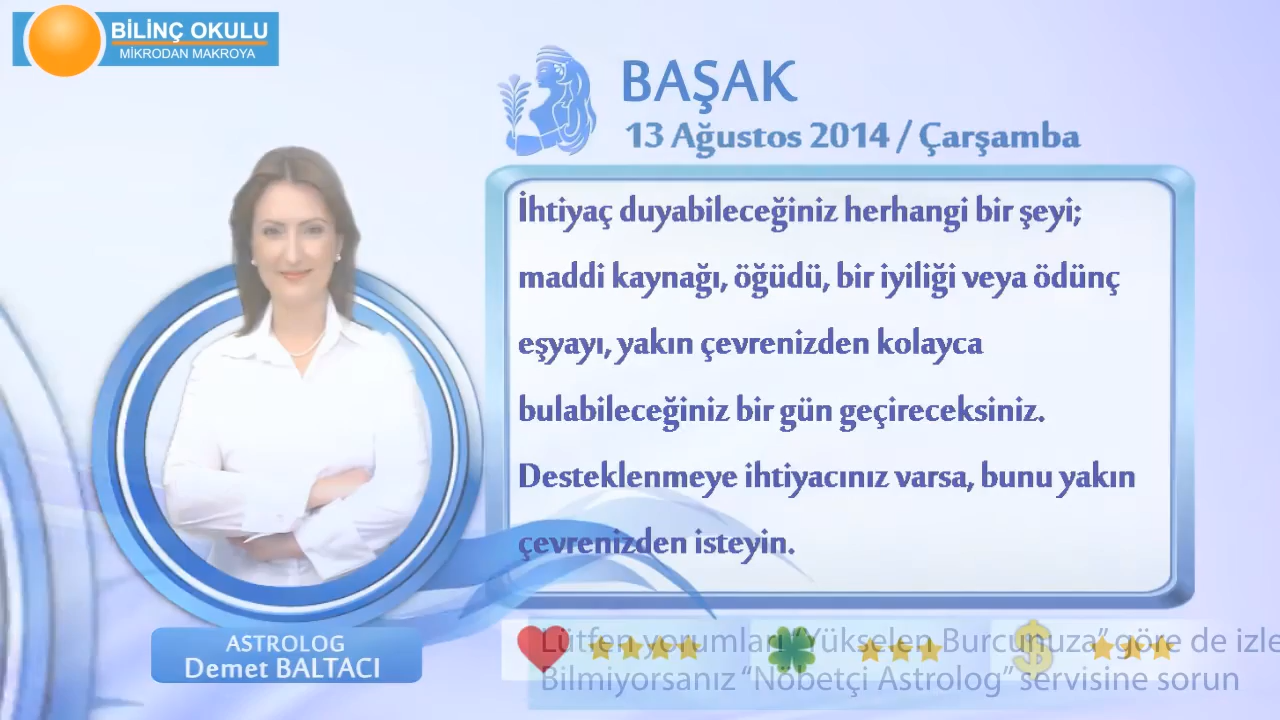 BİLİNÇ OKULU
MİKRODAN MAKROYA
BAŞAK
13 Ağustos 2014 / Çarşamba
İhtiyaç duyabileceğiniz herhangi bir şeyi;
maddi kaynağı, öğüdü, bir iyiliği veya ödünç
eşyayı, yakın çevrenizden kolayca
bulabileceğiniz bir gün geçireceksiniz.
Desteklenmeye ihtiyacınız varsa, bunu yakın
çevrenizden isteyin.
ASTROLOG
Demet BALTACI
Lütfen yorumları "Yükselen Burcunuza" göre de izle
Bilmiyorsanız "Nöbetçi Astrolog" servisine sorun